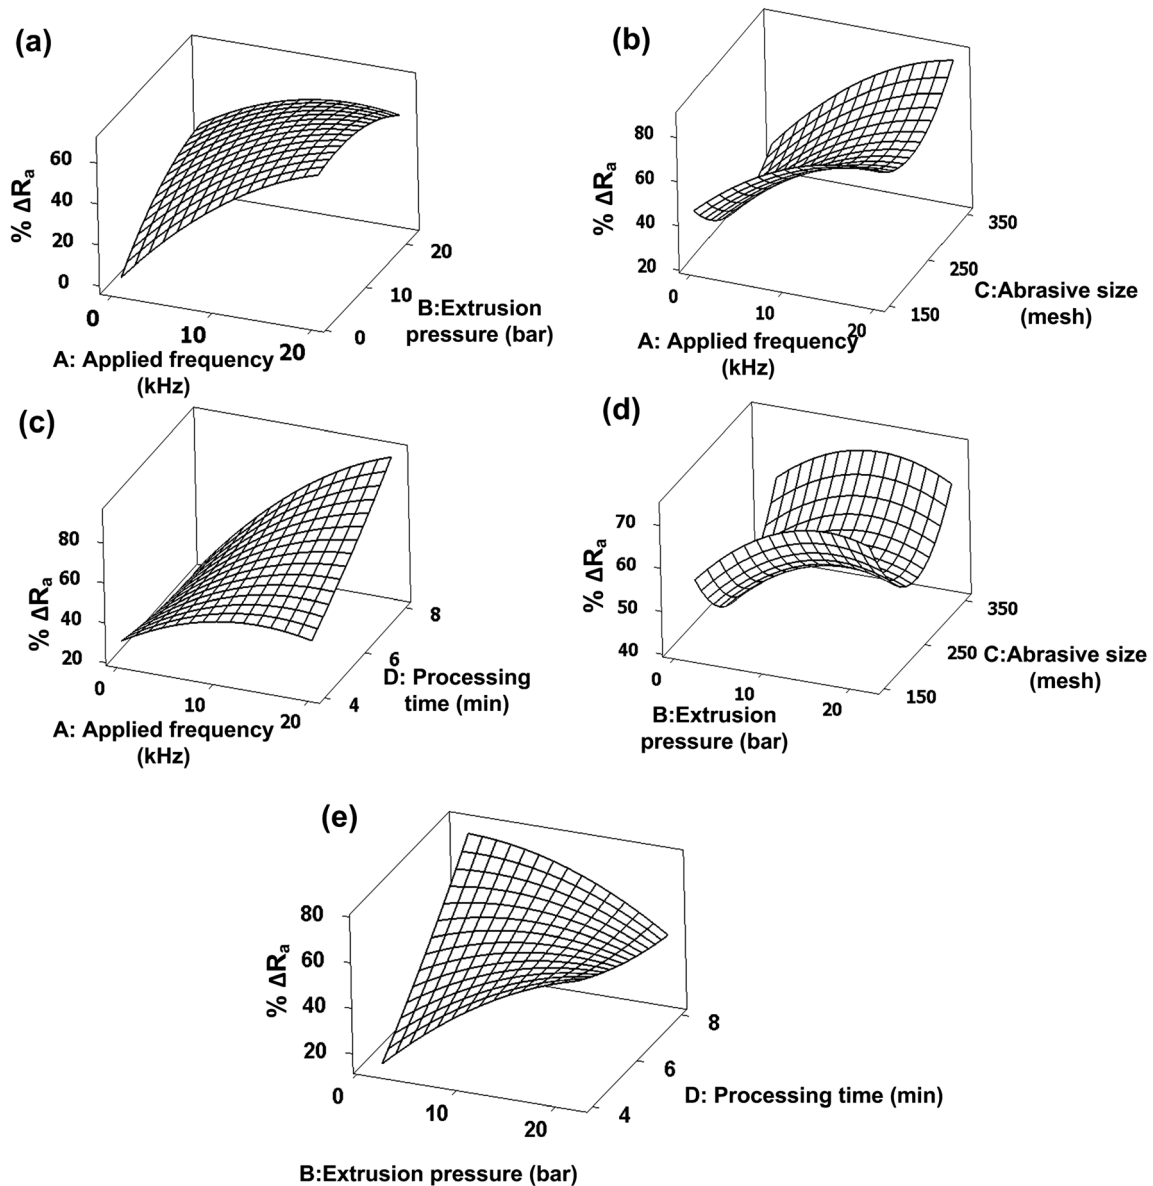 (a)
60
40
20
0
% ΔRa
0
10
20
A: Applied frequency
(kHz)
20
10
0
B:Extrusion
pressure (bar)
(b)
80
60
40
20
% ΔRa
0
10
20
A: Applied frequency
(kHz)
350
250
150
C:Abrasive size
(mesh)
(c)
80
60
40
20
% ΔRa
0
10
20
A: Applied frequency
(kHz)
8
6
4
D: Processing
time (min)
(d)
70
60
50
40
% ΔRa
0
10
20
B:Extrusion
pressure (bar)
350
250
150
C:Abrasive size
(mesh)
(e)
80
60
40
20
% ΔRa
0
10
20
B:Extrusion pressure (bar)
8
6
4
D: Processing time (min)